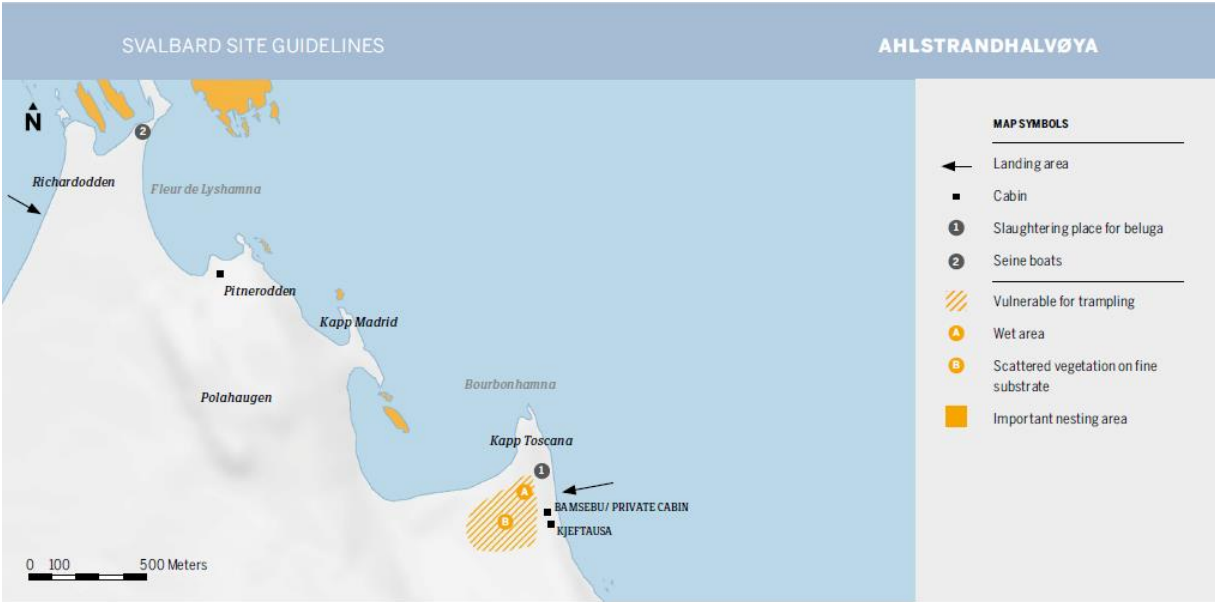 SVALBARD SITE GUIDELINES
AHLSTRANDHALVØYA
N
2
Richardodden
Fleur de Lyshamna
Pitnerodden
Kapp Madrid
Polahaugen
Bourbonhamna
Kapp Toscana
1
A
B
BAMSEBU/ PRIVATE CABIN
KJEFTAUSA
0 100 500 Meters
MAP SYMBOLS
Landing area
Cabin
1 Slaughtering place for beluga
2 Seine boats
Vulnerable for trampling
A Wet area
B Scattered vegetation on fine
substrate
Important nesting area